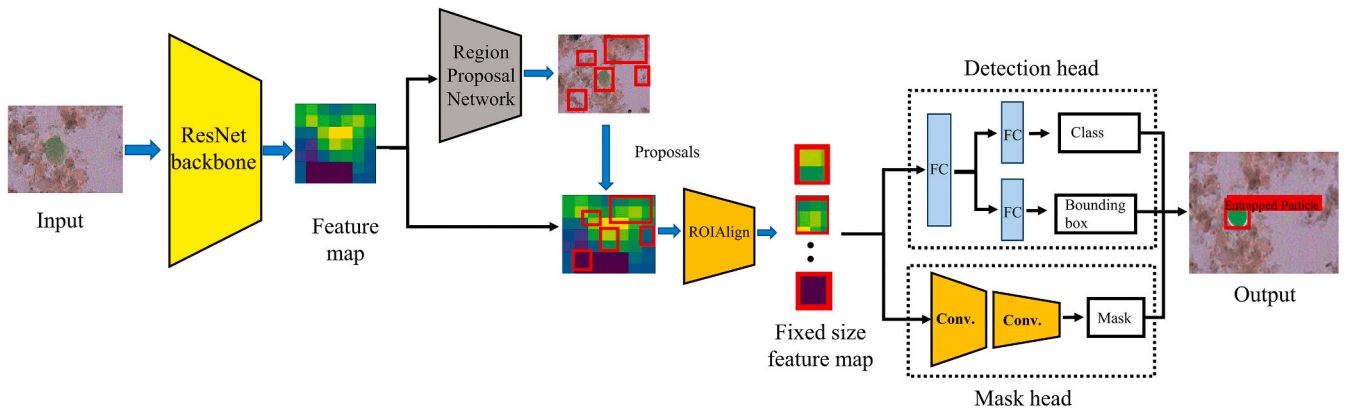 Input
ResNet
backbone
Feature
map
Region
Proposal
Network
Proposals
ROIAlign
Fixed size
feature map
Detection head
FC
FC
Class
FC
Bounding
box
Conv.
Conv.
Mask
Mask head
Entrapped Particle
Output